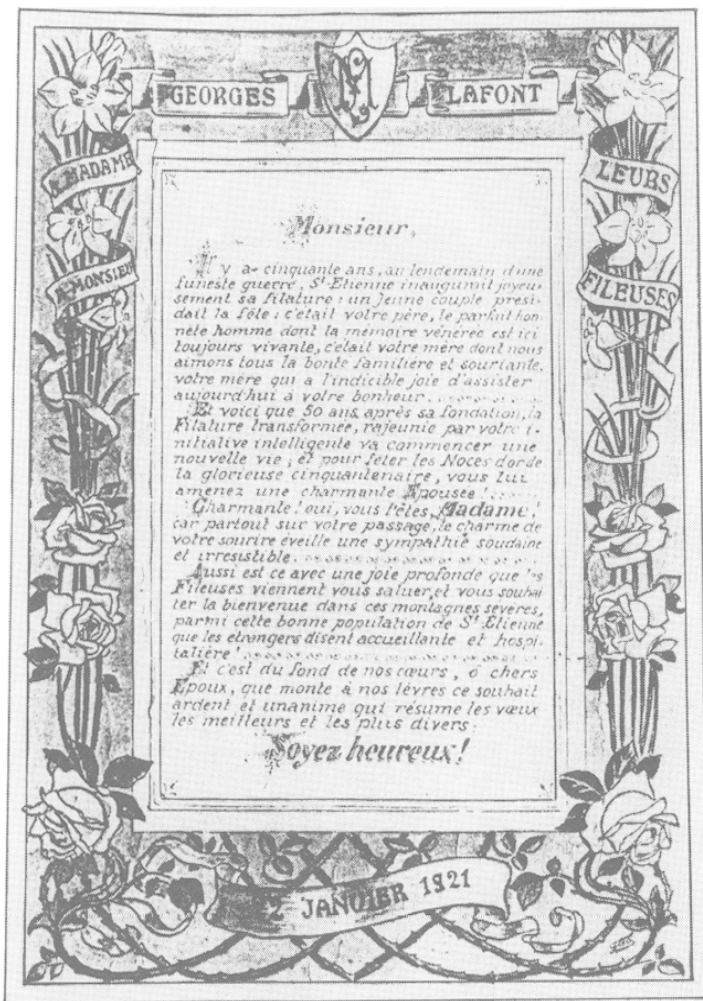 GEORGES LAFONT
A MADAME
A MONSIEUR
LEURS
FILEUSES
Monsieur,
Il y a cinquante ans, au lendemain d'une
funeste guerre, St-Etienne inaugurait joyeu-
sement sa filature : un jeune couple prési-
dait la fête : c'était votre père, le parfait hon-
nête homme dont la mémoire vénérée est ici
toujours vivante, c'était votre mère dont nous
aimons tous la bonté familière et souriante,
votre mère qui a l'indicible joie d'assister
aujourd'hui à votre bonheur.
Et voici que 50 ans après sa fondation, la
Filature transformée, rajeunie par votre i-
nitiative intelligente va commencer une
nouvelle vie ; et pour fêter les Noces d'or de
la glorieuse cinquantenaire, vous lui
amenez une charmante Epousée !
Charmante ! oui, vous l'êtes, Madame,
car partout sur votre passage, le charme de
votre sourire éveille une sympathie soudaine
et irrésistible.
Aussi est ce avec une joie profonde que les
Fileuses viennent vous saluer, et vous souhai
ter la bienvenue dans ces montagnes sévères,
parmi cette bonne population de St Etienne
que les étrangers disent accueillante et hospi-
talière !
Et c'est du fond de nos cœurs, ô chers
Epoux, que monte à nos lèvres ce souhait
ardent et unanime qui résume les vœux
les meilleurs et les plus divers :
Soyez heureux !
22 JANVIER 1921